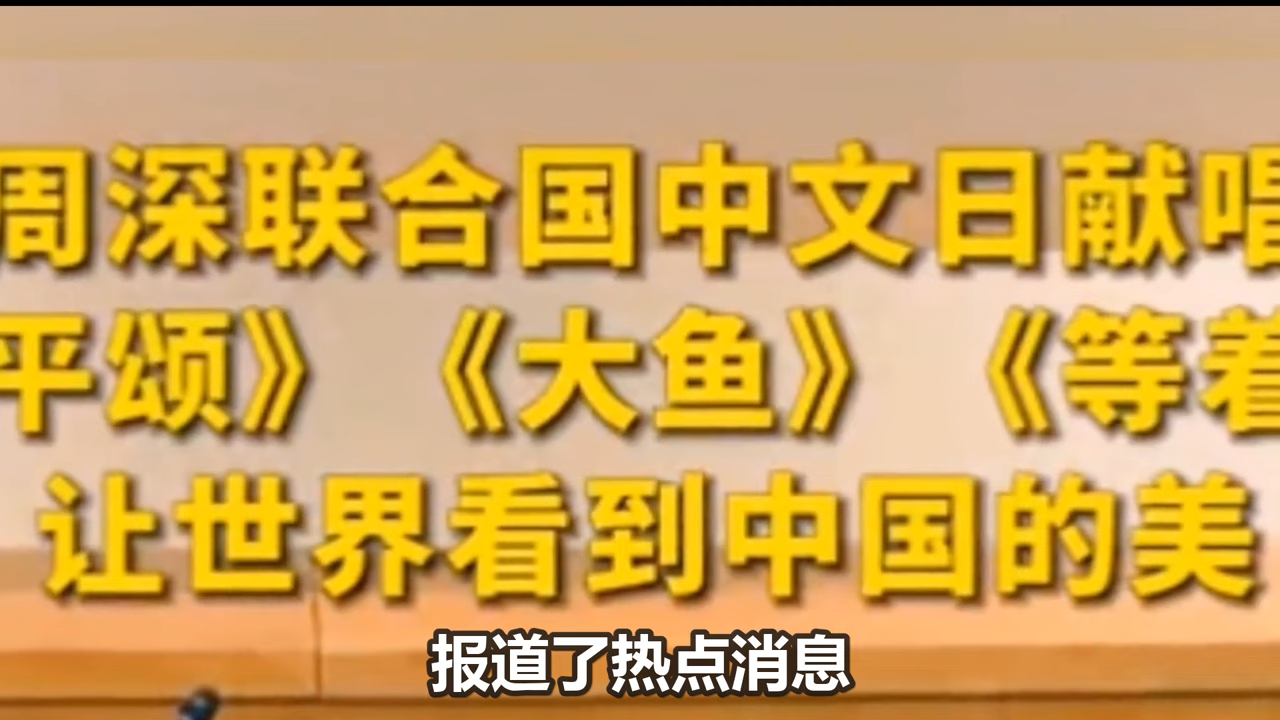 周深联合国中文日献唱
平颂》《大鱼》《等着
让世界看到中国的美
报道了热点消息